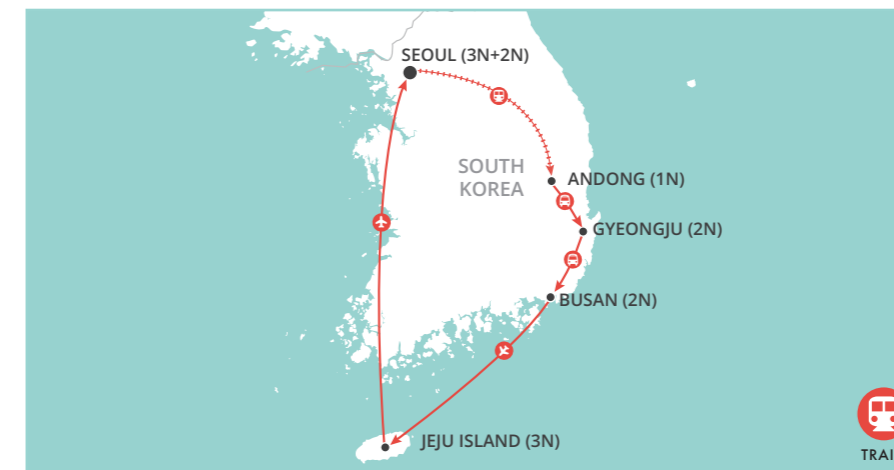 SEOUL (3N+2N)
SOUTH
KOREA
ANDONG (1N)
GYEONGJU (2N)
BUSAN (2N)
JEJU ISLAND (3N)